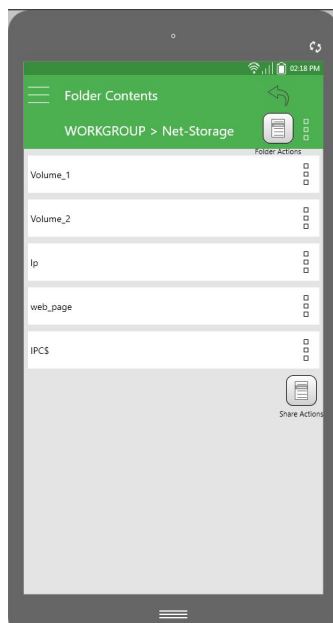 02:18 PM
Folder Contents
WORKGROUP > Net-Storage
Folder Actions
Volume_1
Volume_2
lp
web_page
IPC$
Share Actions